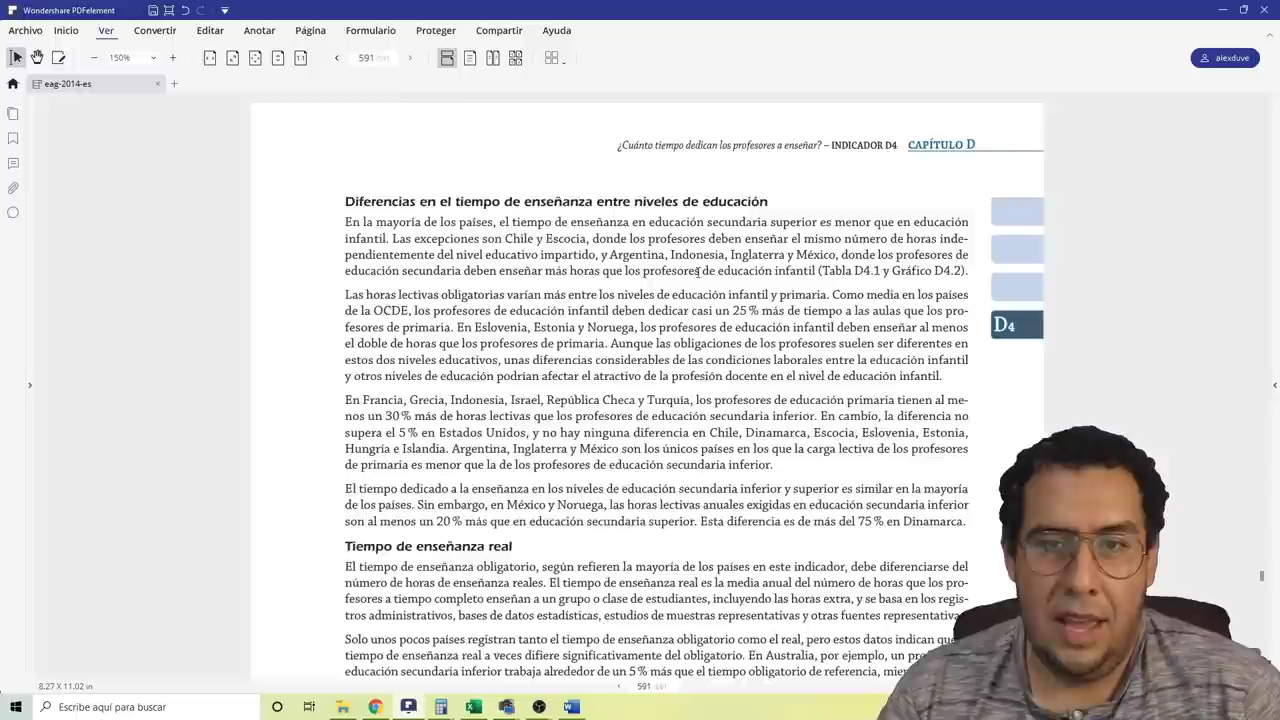 Wondershare PDFelement
Archivo Inicio Ver Convertir Editar Anotar Página Formulario Proteger Compartir Ayuda
150% 591 /591 alexduve
eag-2014-es
¿Cuánto tiempo dedican los profesores a enseñar? – INDICADOR D4 CAPÍTULO D
Diferencias en el tiempo de enseñanza entre niveles de educación
En la mayoría de los países, el tiempo de enseñanza en educación secundaria superior es menor que en educación
infantil. Las excepciones son Chile y Escocia, donde los profesores deben enseñar el mismo número de horas inde-
pendientemente del nivel educativo impartido, y Argentina, Indonesia, Inglaterra y México, donde los profesores de
educación secundaria deben enseñar más horas que los profesores de educación infantil (Tabla D4.1 y Gráfico D4.2).
Las horas lectivas obligatorias varían más entre los niveles de educación infantil y primaria. Como media en los países
de la OCDE, los profesores de educación infantil deben dedicar casi un 25 % más de tiempo a las aulas que los pro-
fesores de primaria. En Eslovenia, Estonia y Noruega, los profesores de educación infantil deben enseñar al menos
el doble de horas que los profesores de primaria. Aunque las obligaciones de los profesores suelen ser diferentes en
estos dos niveles educativos, unas diferencias considerables de las condiciones laborales entre la educación infantil
y otros niveles de educación podrían afectar el atractivo de la profesión docente en el nivel de educación infantil.
D4
En Francia, Grecia, Indonesia, Israel, República Checa y Turquía, los profesores de educación primaria tienen al me-
nos un 30 % más de horas lectivas que los profesores de educación secundaria inferior. En cambio, la diferencia no
supera el 5 % en Estados Unidos, y no hay ninguna diferencia en Chile, Dinamarca, Escocia, Eslovenia, Estonia,
Hungría e Islandia. Argentina, Inglaterra y México son los únicos países en los que la carga lectiva de los profesores
de primaria es menor que la de los profesores de educación secundaria inferior.
El tiempo dedicado a la enseñanza en los niveles de educación secundaria inferior y superior es similar en la mayoría
de los países. Sin embargo, en México y Noruega, las horas lectivas anuales exigidas en educación secundaria inferior
son al menos un 20 % más que en educación secundaria superior. Esta diferencia es de más del 75 % en Dinamarca.
Tiempo de enseñanza real
El tiempo de enseñanza obligatorio, según refieren la mayoría de los países en este indicador, debe diferenciarse del
número de horas de enseñanza reales. El tiempo de enseñanza real es la media anual del número de horas que los pro-
fesores a tiempo completo enseñan a un grupo o clase de estudiantes, incluyendo las horas extra, y se basa en los regis-
tros administrativos, bases de datos estadísticas, estudios de muestras representativas y otras fuentes representativa
Solo unos pocos países registran tanto el tiempo de enseñanza obligatorio como el real, pero estos datos indican
tiempo de enseñanza real a veces difiere significativamente del obligatorio. En Australia, por ejemplo, un
educación secundaria inferior trabaja alrededor de un 5 % más que el tiempo obligatorio de referencia,
8.27 X 11.02 in 591 /591
Escribe aquí para buscar